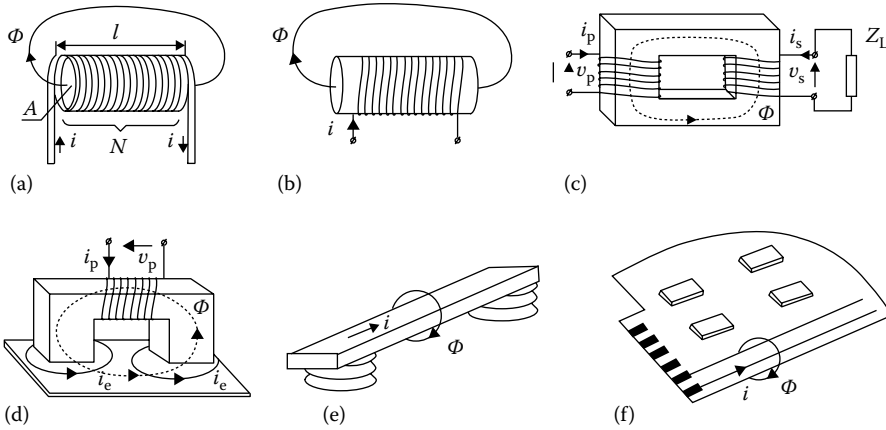 Φ
l
A
i
N
i
(a)
Φ
i
(b)
i_p
v_p
i_s
v_s
Z_L
Φ
(c)
i_p
v_p
Φ
i_e
i_e
(d)
i
Φ
(e)
i
Φ
(f)